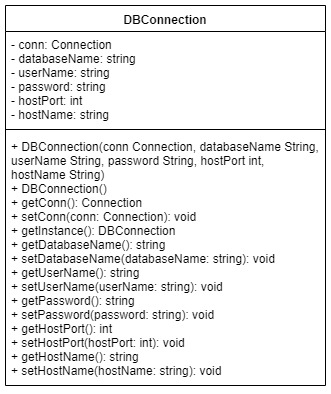 DBConnection
- conn: Connection
- databaseName: string
- userName: string
- password: string
- hostPort: int
- hostName: string
+ DBConnection(conn Connection, databaseName String,
userName String, password String, hostPort int,
hostName String)
+ DBConnection()
+ getConn(): Connection
+ setConn(conn: Connection): void
+ getInstance(): DBConnection
+ getDatabaseName(): string
+ setDatabaseName(databaseName: string): void
+ getUserName(): string
+ setUserName(userName: string): void
+ getPassword(): string
+ setPassword(password: string): void
+ getHostPort(): int
+ setHostPort(hostPort: int): void
+ getHostName(): string
+ setHostName(hostName: string): void